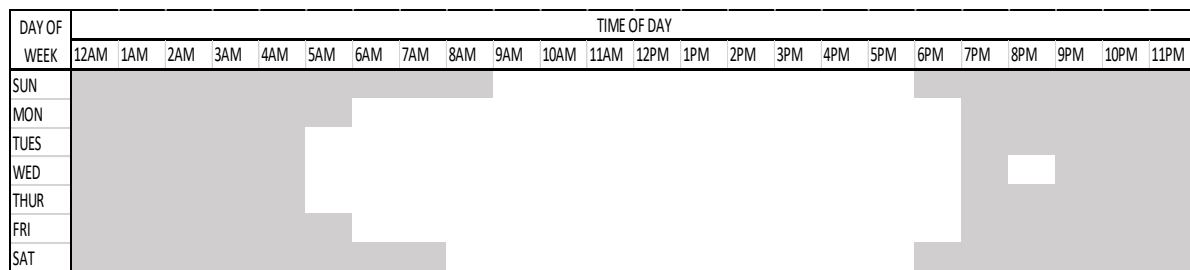 DAY OF WEEK
TIME OF DAY
12AM 1AM 2AM 3AM 4AM 5AM 6AM 7AM 8AM 9AM 10AM 11AM 12PM 1PM 2PM 3PM 4PM 5PM 6PM 7PM 8PM 9PM 10PM 11PM
SUN
MON
TUES
WED
THUR
FRI
SAT